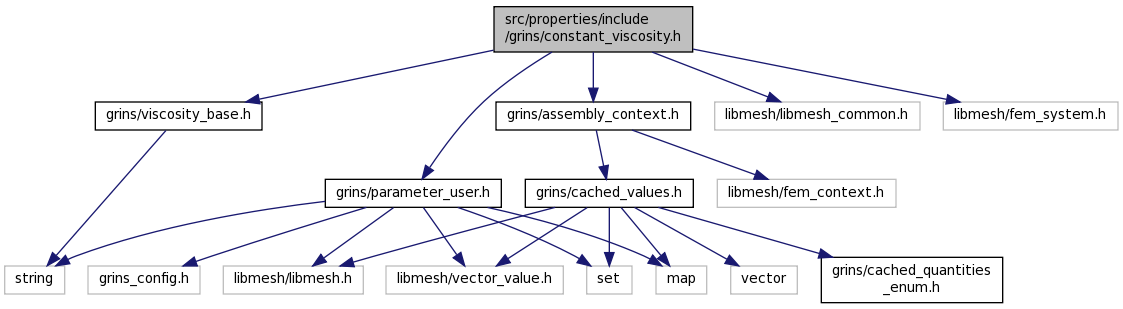 src/properties/include
/grins/constant_viscosity.h
grins/viscosity_base.h
grins/assembly_context.h
libmesh/libmesh_common.h
libmesh/fem_system.h
grins/parameter_user.h
grins/cached_values.h
libmesh/fem_context.h
string
grins_config.h
libmesh/libmesh.h
libmesh/vector_value.h
set
map
vector
grins/cached_quantities
_enum.h